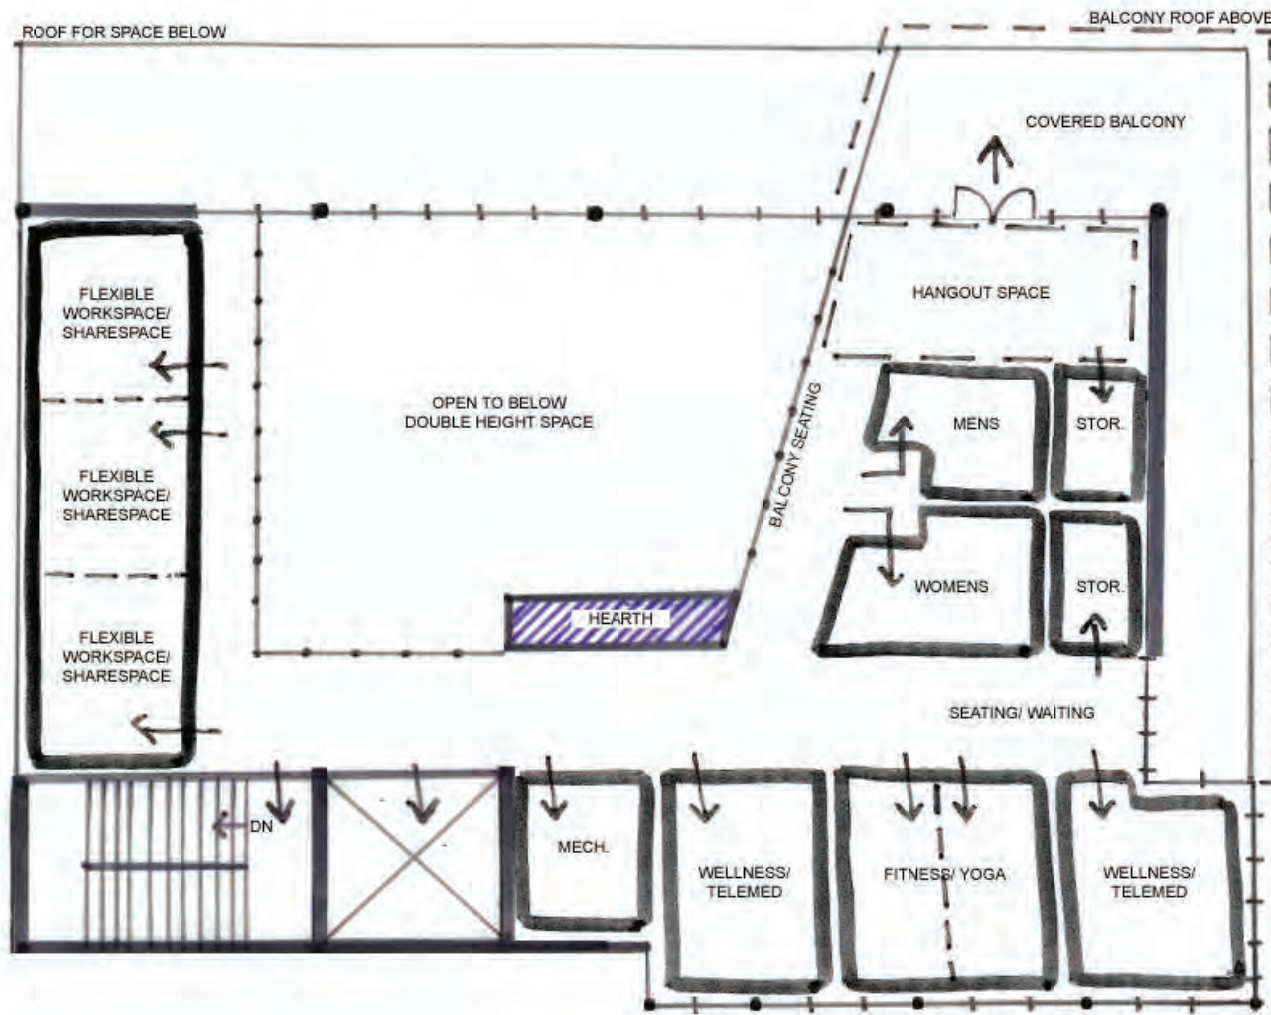 ROOF FOR SPACE BELOW
BALCONY ROOF ABOVE
COVERED BALCONY
FLEXIBLE
WORKSPACE/
SHARESPACE
HANGOUT SPACE
OPEN TO BELOW
DOUBLE HEIGHT SPACE
BALCONY SEATING
MENS
STOR.
FLEXIBLE
WORKSPACE/
SHARESPACE
WOMENS
STOR.
HEARTH
FLEXIBLE
WORKSPACE/
SHARESPACE
SEATING/ WAITING
DN
MECH.
WELLNESS/
TELEMED
FITNESS/ YOGA
WELLNESS/
TELEMED